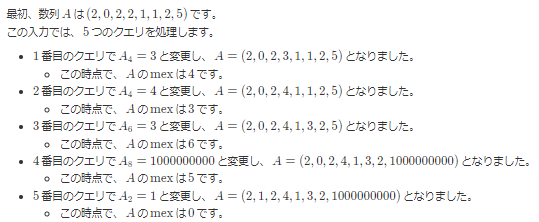 最初、数列 A は (2, 0, 2, 2, 1, 1, 2, 5) です。
この入力では、5 つのクエリを処理します。
• 1 番目のクエリで A₄ = 3 と変更し、 A = (2, 0, 2, 3, 1, 1, 2, 5) となりました。
◦ この時点で、 A の mex は 4 です。
• 2 番目のクエリで A₄ = 4 と変更し、 A = (2, 0, 2, 4, 1, 1, 2, 5) となりました。
◦ この時点で、 A の mex は 3 です。
• 3 番目のクエリで A₆ = 3 と変更し、 A = (2, 0, 2, 4, 1, 3, 2, 5) となりました。
◦ この時点で、 A の mex は 6 です。
• 4 番目のクエリで A₈ = 1000000000 と変更し、 A = (2, 0, 2, 4, 1, 3, 2, 1000000000) となりました。
◦ この時点で、 A の mex は 5 です。
• 5 番目のクエリで A₂ = 1 と変更し、 A = (2, 1, 2, 4, 1, 3, 2, 1000000000) となりました。
◦ この時点で、 A の mex は 0 です。